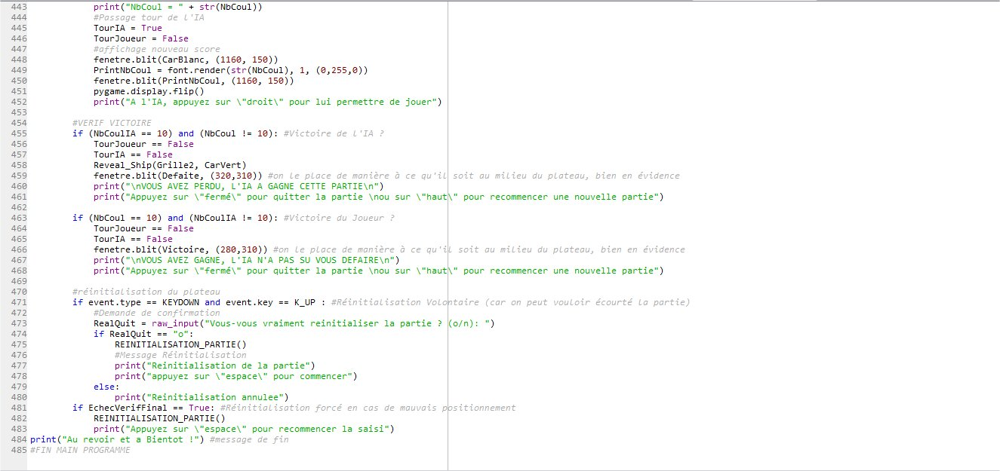 443 print("NbCoul = " + str(NbCoul))
444 #Passage tour de l'IA
445 TourIA = True
446 TourJoueur = False
447 #affichage nouveau score
448 fenetre.blit(CarBlanc, (1160, 150))
449 PrintNbCoul = font.render(str(NbCoul), 1, (0,255,0))
450 fenetre.blit(PrintNbCoul, (1160, 150))
451 pygame.display.flip()
452 print("A l'IA, appuyez sur \"droit\" pour lui permettre de jouer")
453
454 #VERIF VICTOIRE
455 if (NbCoulIA == 10) and (NbCoul != 10): #Victoire de l'IA ?
456 TourJoueur == False
457 TourIA == False
458 Reveal_Ship(Grille2, CarVert)
459 fenetre.blit(Defaite, (320,310)) #on le place de manière à ce qu'il soit au milieu du plateau, bien en évidence
460 print("\nVOUS AVEZ PERDU, L'IA A GAGNE CETTE PARTIE\n")
461 print("Appuyez sur \"fermé\" pour quitter la partie \nou sur \"haut\" pour recommencer une nouvelle partie")
462
463 if (NbCoul == 10) and (NbCoulIA != 10): #Victoire du Joueur ?
464 TourJoueur == False
465 TourIA == False
466 fenetre.blit(Victoire, (280,310)) #on le place de manière à ce qu'il soit au milieu du plateau, bien en évidence
467 print("\nVOUS AVEZ GAGNE, L'IA N'A PAS SU VOUS DEFAIRE\n")
468 print("Appuyez sur \"fermé\" pour quitter la partie \nou sur \"haut\" pour recommencer une nouvelle partie")
469
470 #réinitialisation du plateau
471 if event.type == KEYDOWN and event.key == K_UP : #Réinitialisation Volontaire (car on peut vouloir écourté la partie)
472 #Demande de confirmation
473 RealQuit = raw_input("Vous-vous vraiment reinitialiser la partie ? (o/n): ")
474 if RealQuit == "o":
475 REINITIALISATION_PARTIE()
476 #Message Réinitialisation
477 print("Reinitialisation de la partie")
478 print("appuyez sur \"espace\" pour commencer")
479 else:
480 print("Reinitialisation annulee")
481 if EchecVerifFinal == True: #Réinitialisation forcé en cas de mauvais positionnement
482 REINITIALISATION_PARTIE()
483 print("Appuyez sur \"espace\" pour recommencer la saisi")
484 print("Au revoir et a Bientot !") #message de fin
485 #FIN MAIN PROGRAMME